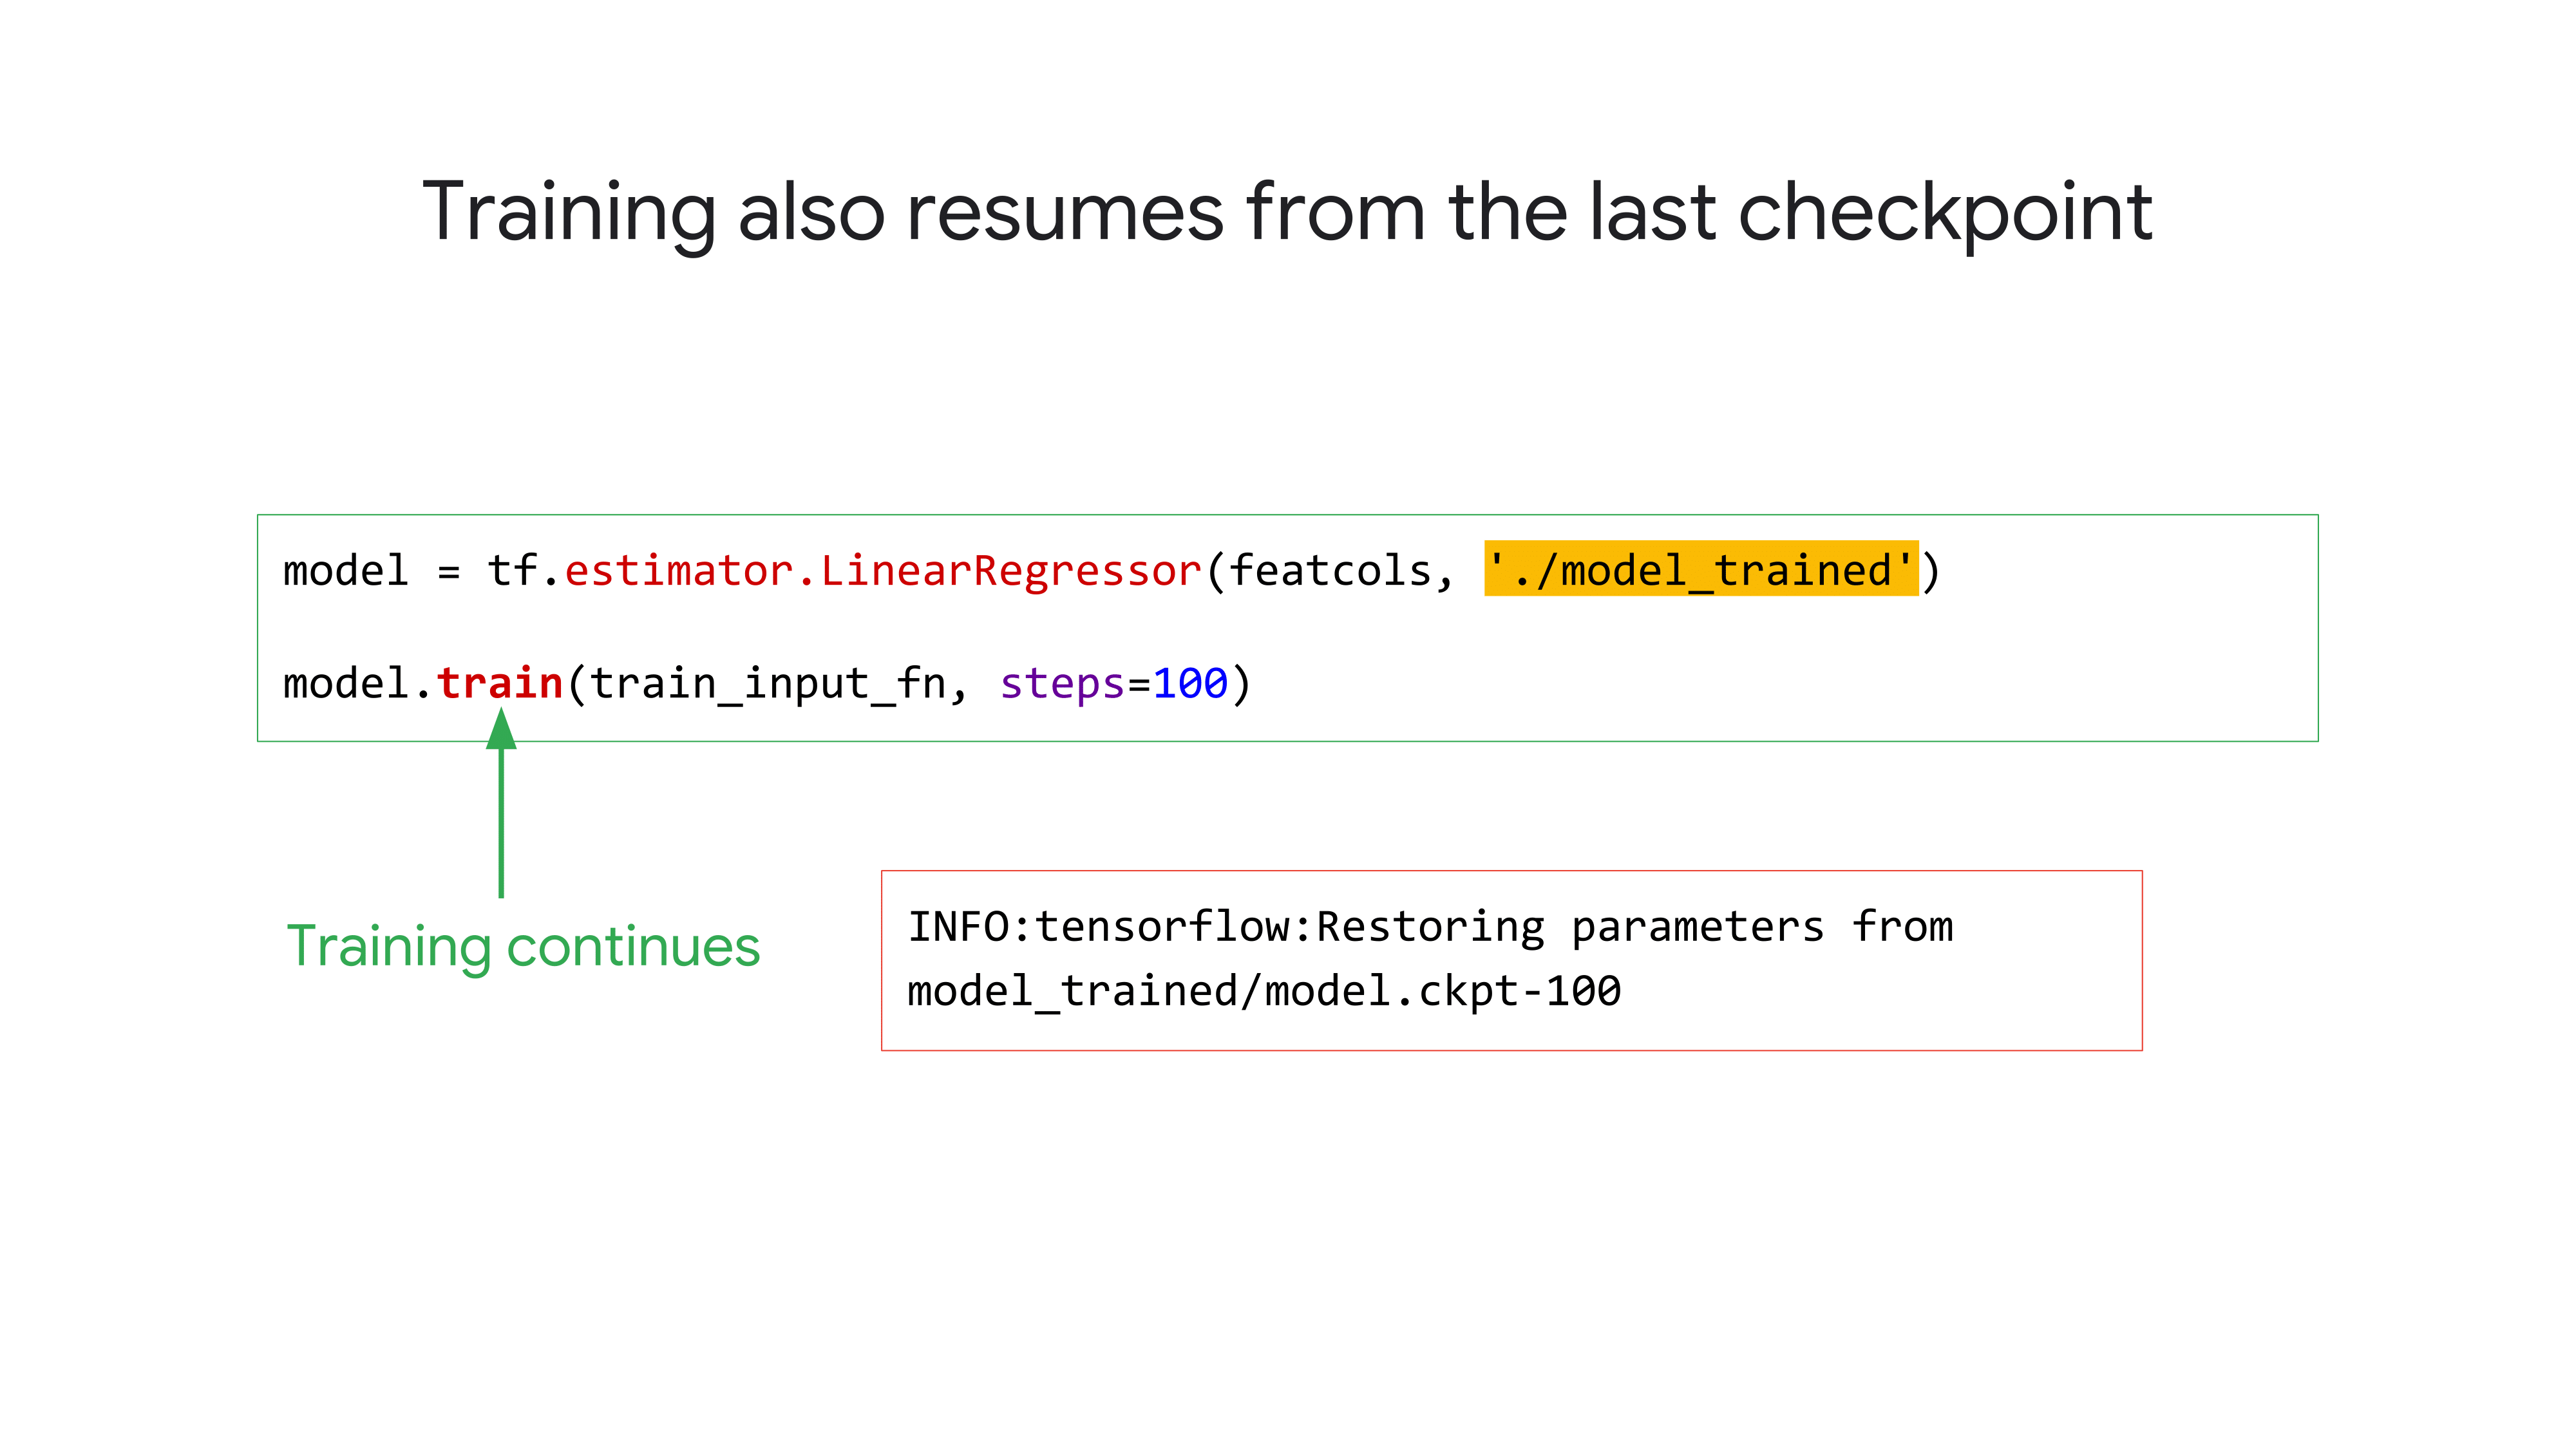 Training also resumes from the last checkpoint
model = tf.estimator.LinearRegressor(featcols, './model_trained')
model.train(train_input_fn, steps=100)
Training continues
INFO:tensorflow:Restoring parameters from
model_trained/model.ckpt-100